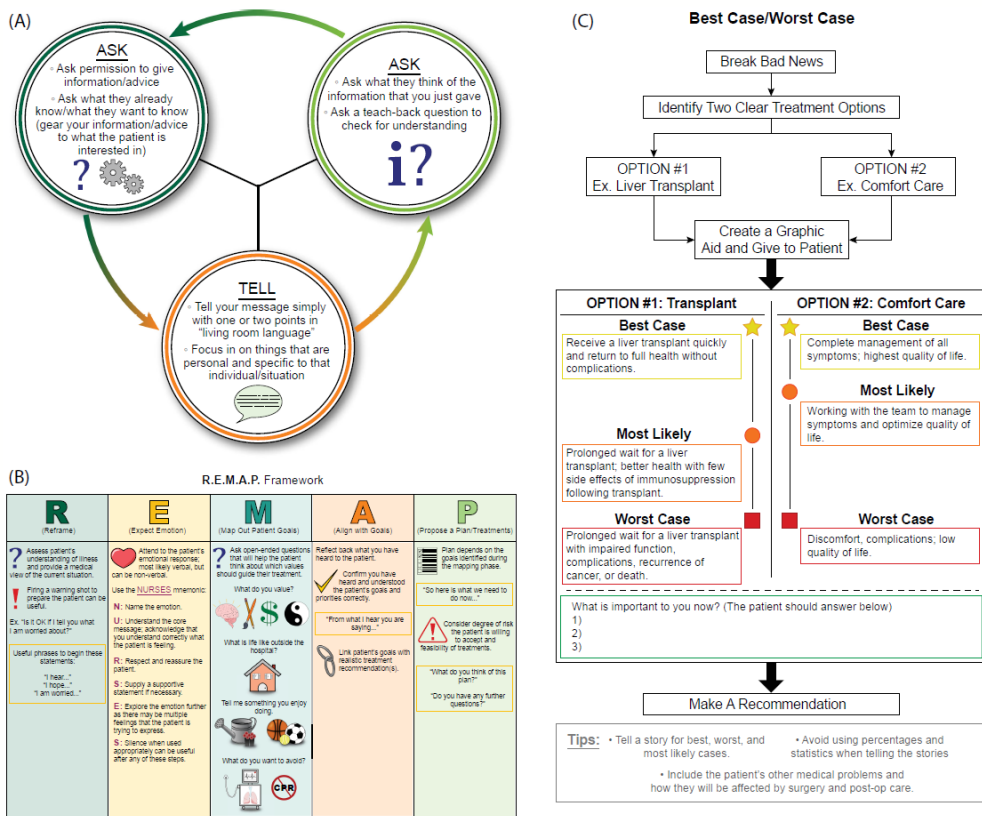 (A)
ASK
◦ Ask permission to give
information/advice
◦ Ask what they already
know/what they want to know
(gear your information/advice
to what the patient is
interested in)
?
ASK
◦ Ask what they think of the
information that you just gave
◦ Ask a teach-back question to
check for understanding
i?
TELL
◦ Tell your message simply
with one or two points in
“living room language”
◦ Focus in on things that are
personal and specific to that
individual/situation
(B)
R.E.M.A.P. Framework
R
(Reframe)
? Assess patient's
understanding of illness
and provide a medical
view of the current situation.
! Firing a warning shot to
prepare the patient can be
useful.
Ex. “Is it OK if I tell you what
I am worried about?”
Useful phrases to begin these
statements:
“I hear...”
“I hope...”
“I am worried...”
E
(Expect Emotion)
Attend to the patient's
emotional response;
most likely verbal, but
can be non-verbal.
Use the NURSES mnemonic:
N: Name the emotion.
U: Understand the core
message; acknowledge that
you understand correctly what
the patient is feeling.
R: Respect and reassure the
patient.
S: Supply a supportive
statement if necessary.
E: Explore the emotion further
as there may be multiple
feelings that the patient is
trying to express.
S: Silence when used
appropriately can be useful
after any of these steps.
M
(Map Out Patient Goals)
? Ask open-ended questions
that will help the patient
think about which values
should guide their treatment.
What do you value?
$
What is life like outside the
hospital?
Tell me something you enjoy
doing.
What do you want to avoid?
CPR
A
(Align with Goals)
Reflect back what you have
heard to the patient.
Confirm you have
heard and understood
the patient's goals and
priorities correctly.
“From what I hear you are
saying...”
Link patient's goals with
realistic treatment
recommendation(s).
P
(Propose a Plan/Treatments)
Plan depends on the
goals identified during
the mapping phase.
“So here is what we need to
do now...”
Consider degree of risk
the patient is willing to
accept and
feasibility of treatments.
“What do you think of this
plan?”
“Do you have any further
questions?”
(C)
Best Case/Worst Case
Break Bad News
Identify Two Clear Treatment Options
OPTION #1
Ex. Liver Transplant
OPTION #2
Ex. Comfort Care
Create a Graphic
Aid and Give to Patient
OPTION #1: Transplant
Best Case
Receive a liver transplant quickly
and return to full health without
complications.
Most Likely
Prolonged wait for a liver
transplant; better health with few
side effects of immunosuppression
following transplant.
Worst Case
Prolonged wait for a liver transplant
with impaired function,
complications, recurrence of
cancer, or death.
OPTION #2: Comfort Care
Best Case
Complete management of all
symptoms; highest quality of life.
Most Likely
Working with the team to manage
symptoms and optimize quality of
life.
Worst Case
Discomfort, complications; low
quality of life.
What is important to you now? (The patient should answer below)
1)
2)
3)
Make A Recommendation
Tips:
• Tell a story for best, worst, and
most likely cases.
• Avoid using percentages and
statistics when telling the stories
• Include the patient's other medical problems and
how they will be affected by surgery and post-op care.